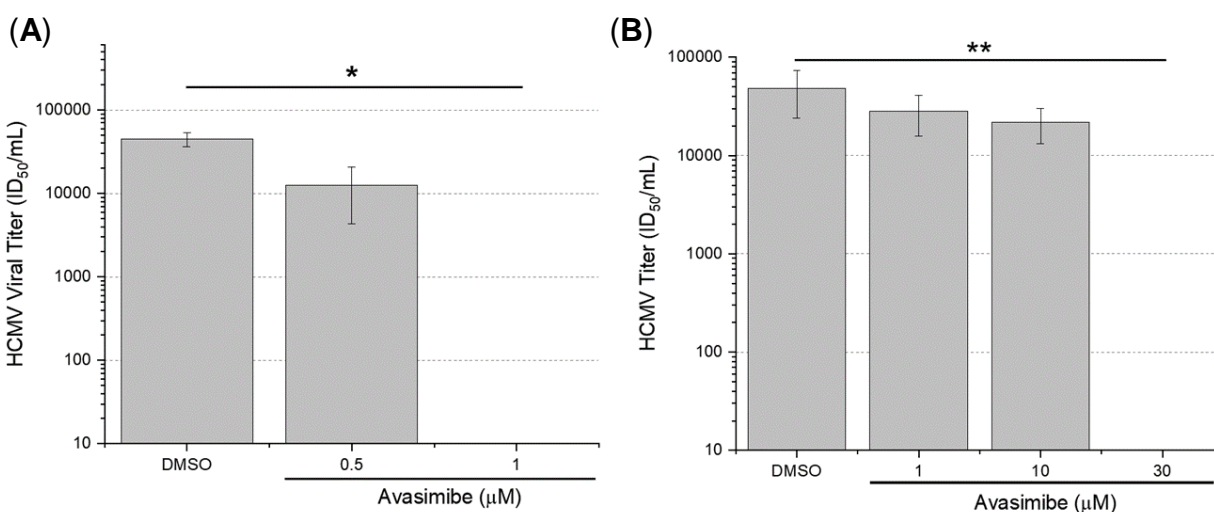 (A)
HCMV Viral Titer (ID50/mL)
100000
10000
1000
100
10
*
DMSO
0.5
1
Avasimibe (μM)
(B)
HCMV Titer (ID50/mL)
100000
10000
1000
100
10
**
DMSO
1
10
30
Avasimibe (μM)